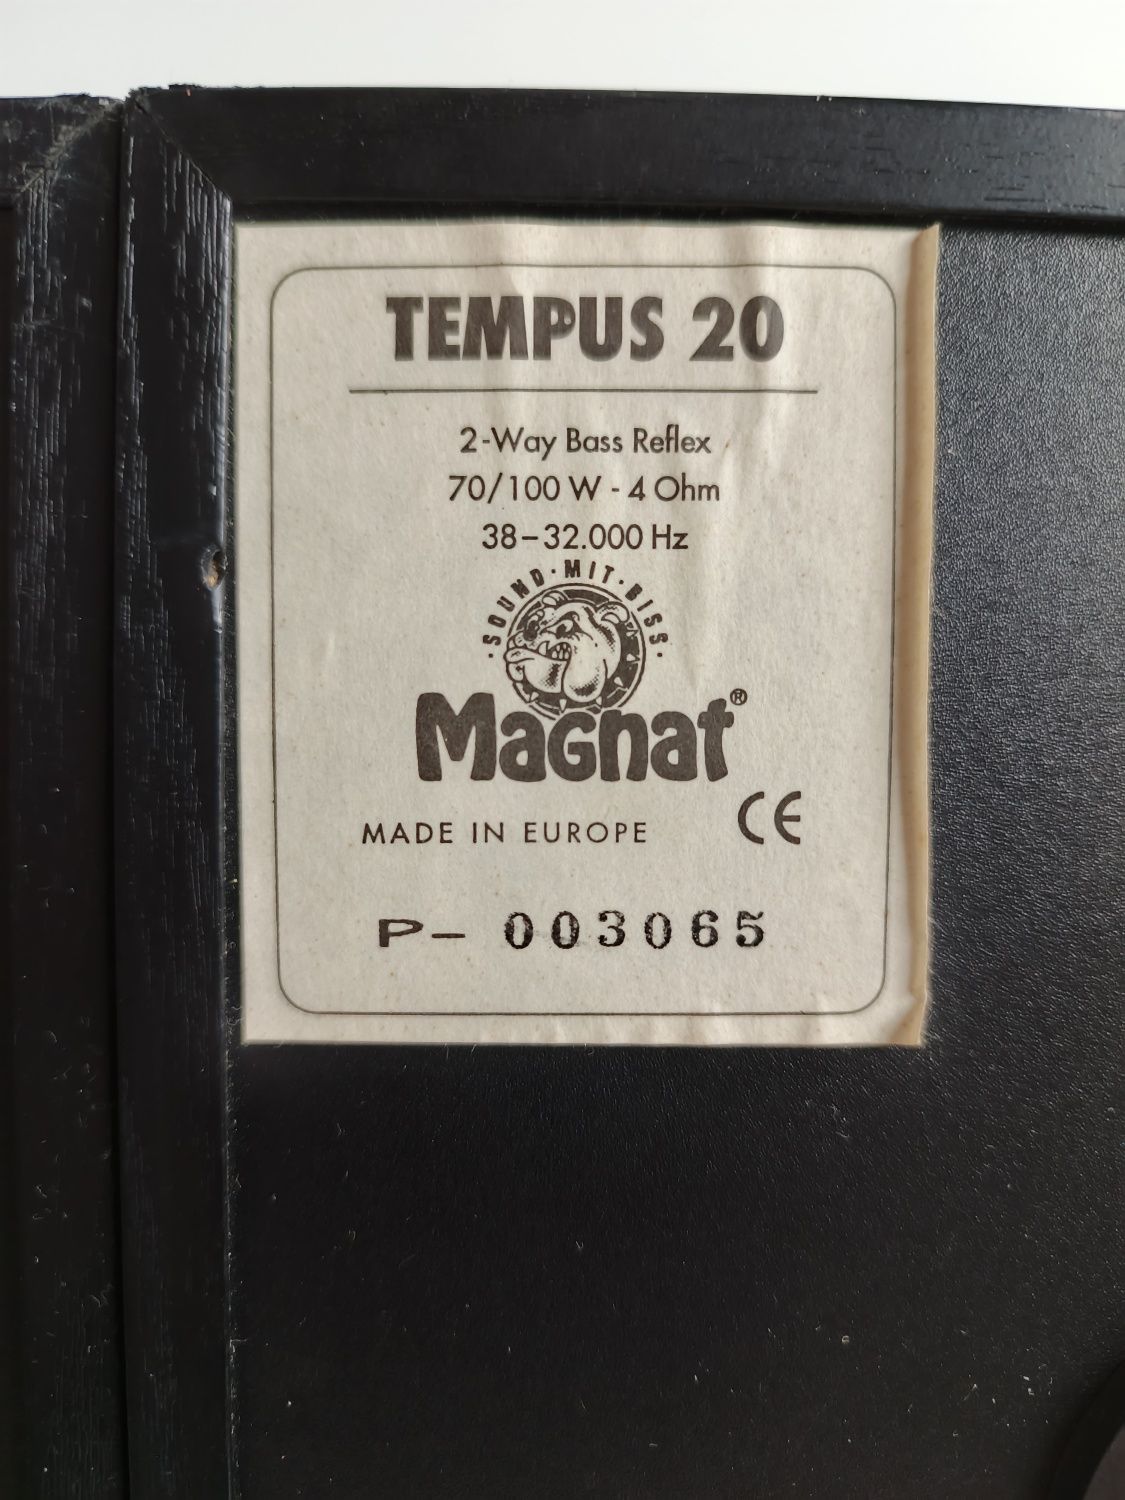 TEMPUS 20
2-Way Bass Reflex
70/100 W - 4 Ohm
38–32.000 Hz
·SOUND·MIT·BISS·
Magnat®
MADE IN EUROPE CE
P– 003065